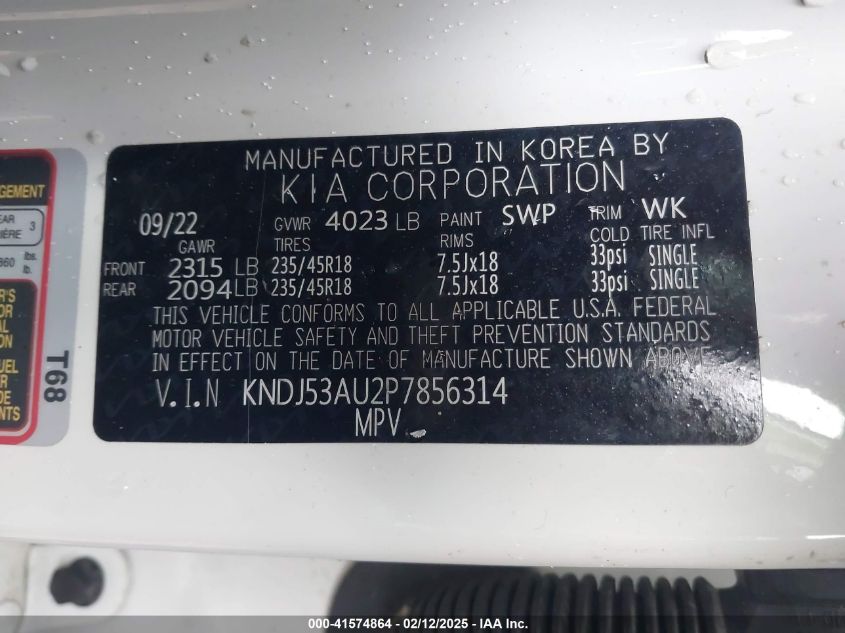 MANUFACTURED IN KOREA BY
KIA CORPORATION
09/22 GVWR 4023 LB PAINT SWP TRIM WK
GAWR TIRES RIMS COLD TIRE INFL
FRONT 2315 LB 235/45R18 7.5Jx18 33psi SINGLE
REAR 2094 LB 235/45R18 7.5Jx18 33psi SINGLE
THIS VEHICLE CONFORMS TO ALL APPLICABLE U.S.A. FEDERAL
MOTOR VEHICLE SAFETY AND THEFT PREVENTION STANDARDS
IN EFFECT ON THE DATE OF MANUFACTURE SHOWN ABOVE
V.I.N KNDJ53AU2P7856314
MPV
3
lbs.
lb.
T68
000-41574864 - 02/12/2025 - IAA, Inc.